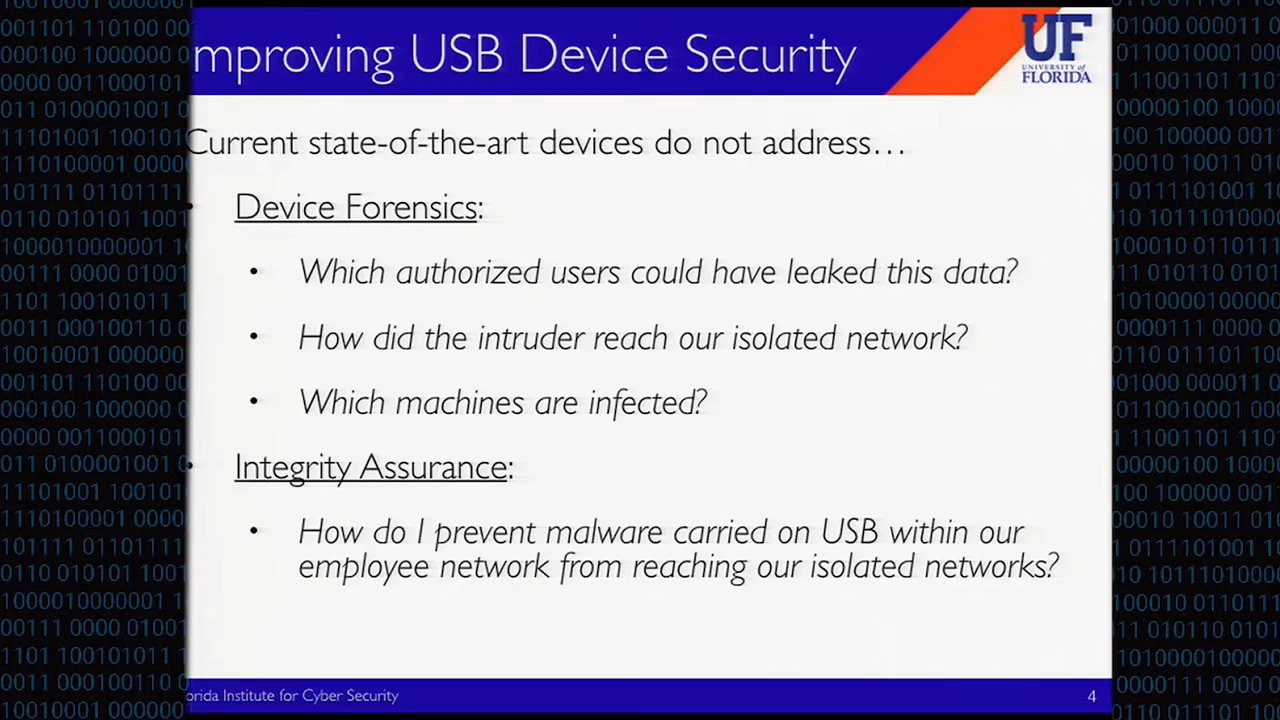 mproving USB Device Security
UF
UNIVERSITY of
FLORIDA
Current state-of-the-art devices do not address…
• Device Forensics:
• Which authorized users could have leaked this data?
• How did the intruder reach our isolated network?
• Which machines are infected?
• Integrity Assurance:
• How do I prevent malware carried on USB within our
employee network from reaching our isolated networks?
orida Institute for Cyber Security
4